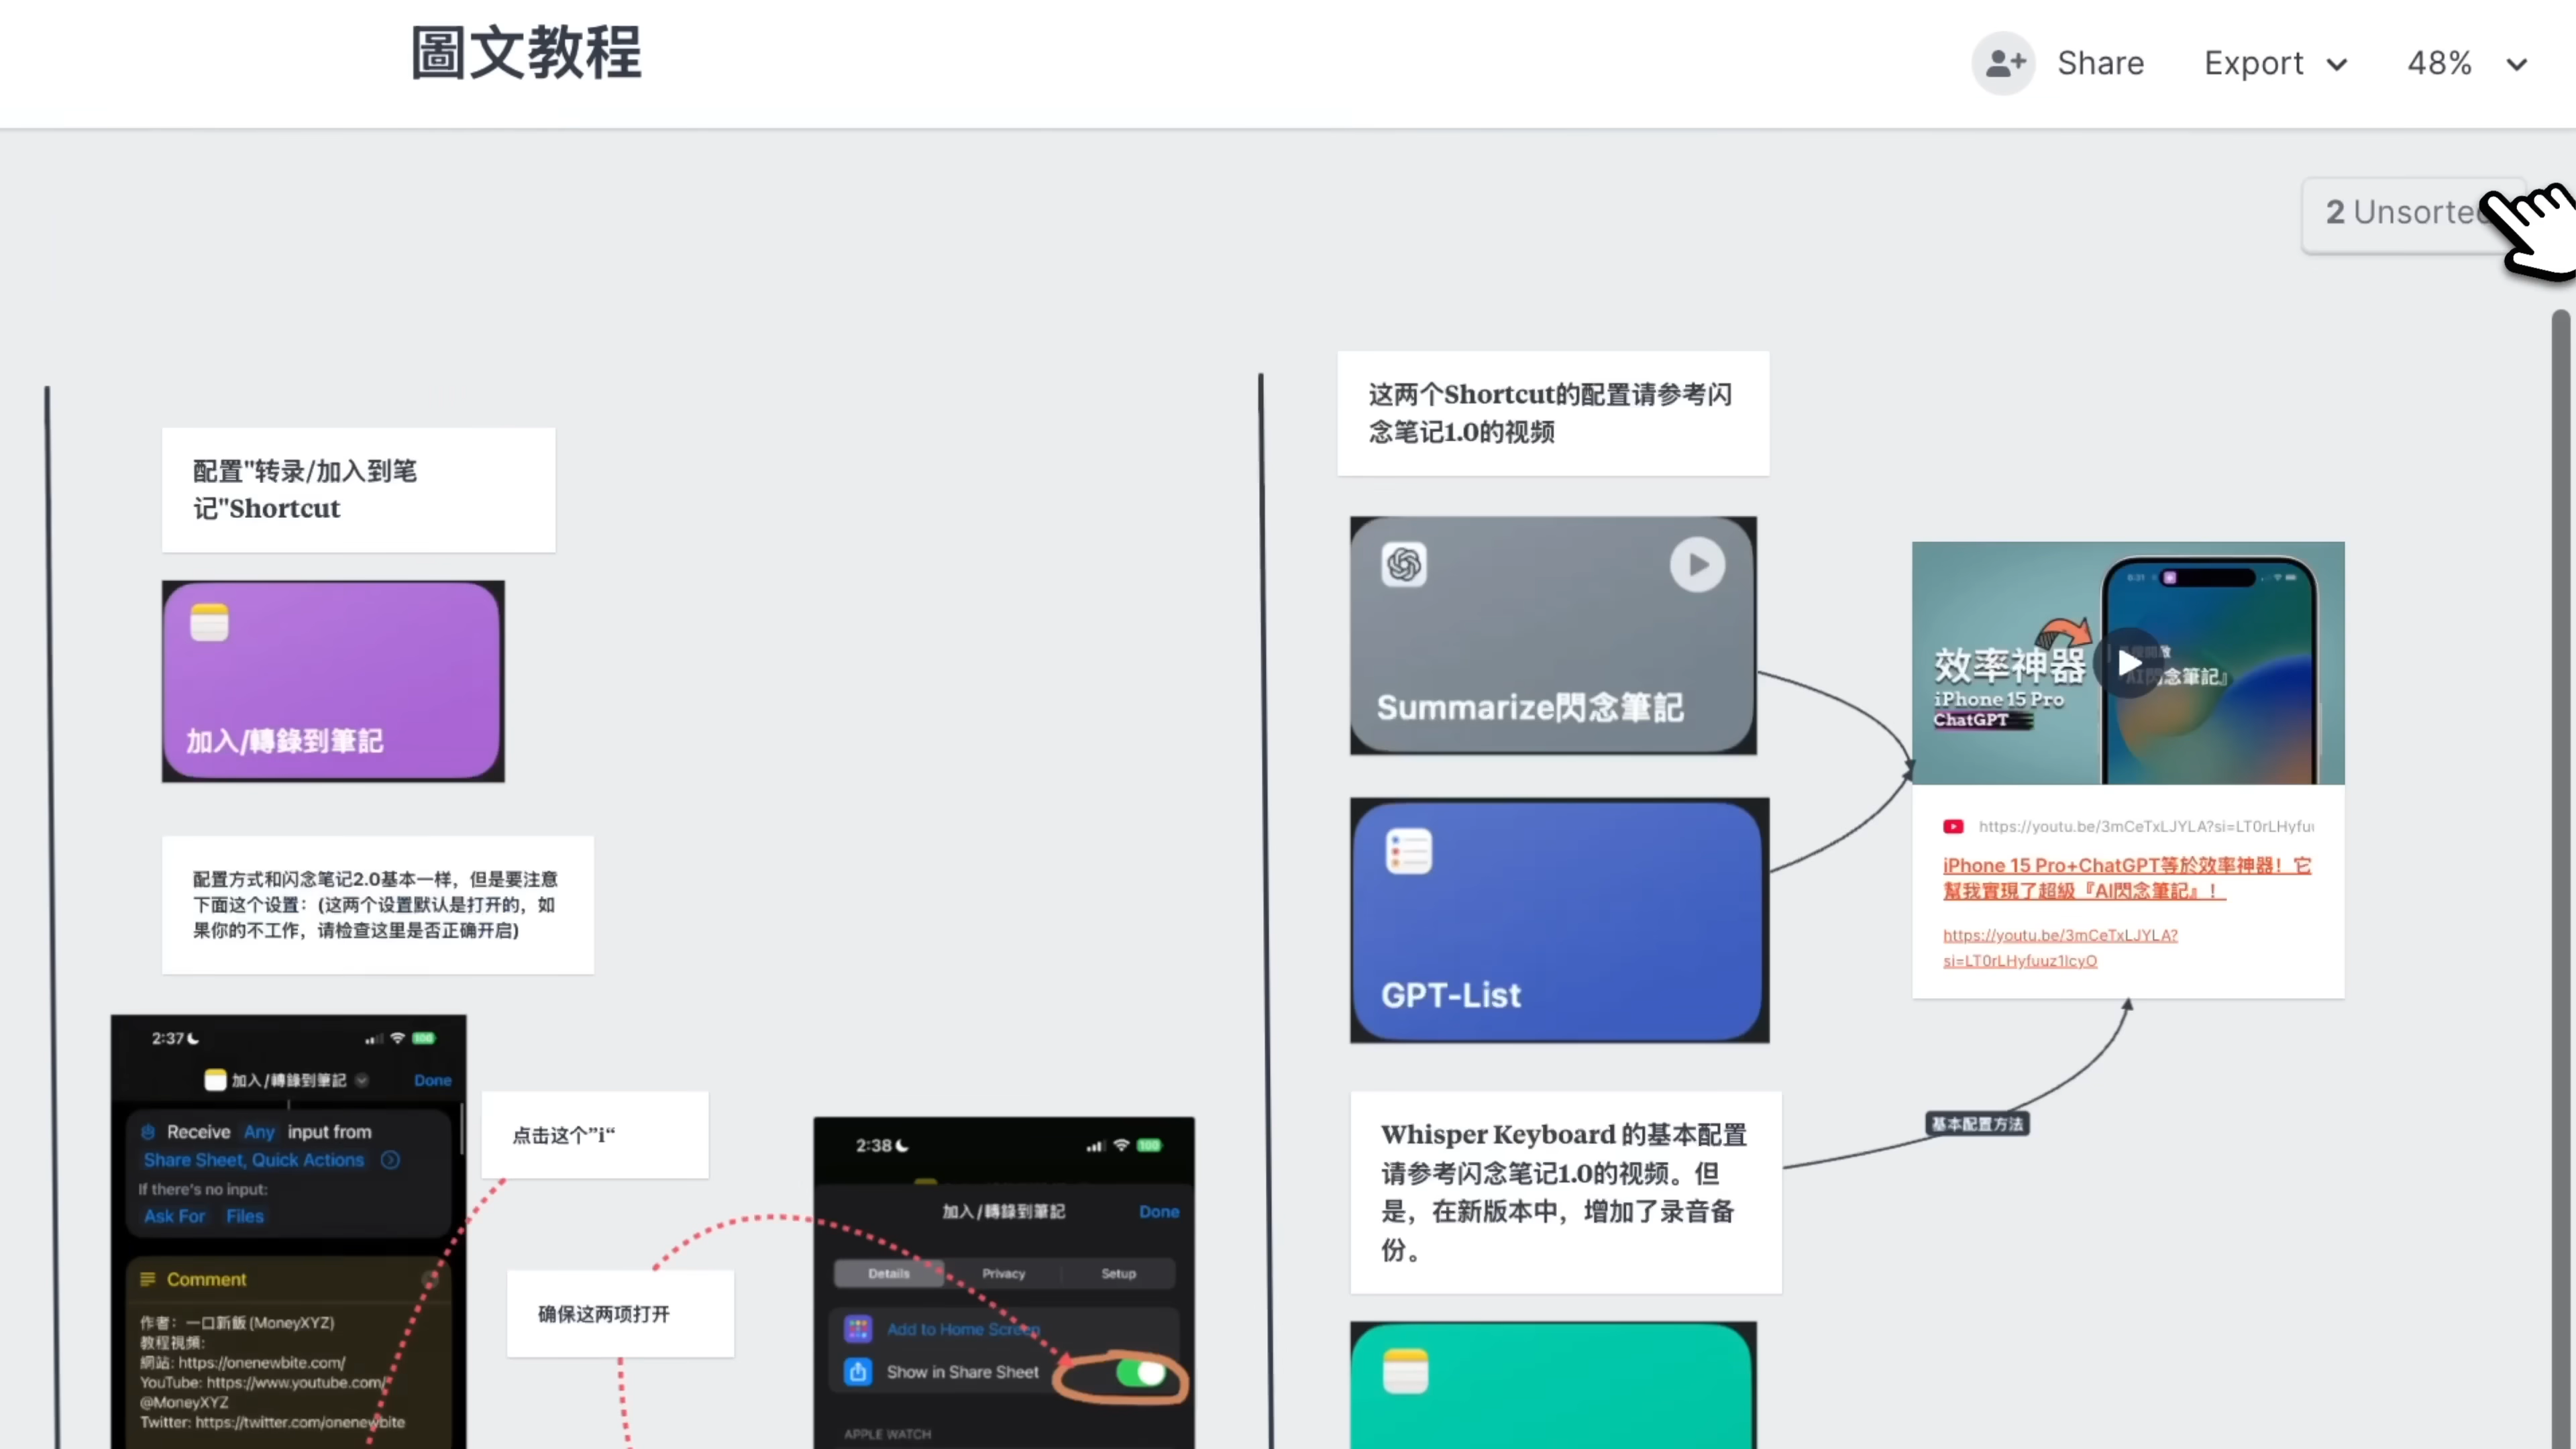 圖文教程
Share
Export
48%
2 Unsorted
配置"转录/加入到笔
记"Shortcut
加入/轉錄到筆記
配置方式和闪念笔记2.0基本一样，但是要注意
下面这个设置：(这两个设置默认是打开的，如
果你的不工作，请检查这里是否正确开启)
2:37
100
加入/轉錄到筆記
Done
Receive Any input from
Share Sheet, Quick Actions
If there's no input:
Ask For Files
Comment
作者：一口新飯 (MoneyXYZ)
教程視頻:
網站: https://onenewbite.com/
YouTube: https://www.youtube.com/
@MoneyXYZ
Twitter: https://twitter.com/onenewbite
点击这个”i“
确保这两项打开
2:38
100
加入/轉錄到筆記
Done
Details
Privacy
Setup
Add to Home Screen
Show in Share Sheet
APPLE WATCH
这两个Shortcut的配置请参考闪
念笔记1.0的视频
Summarize閃念筆記
GPT-List
Whisper Keyboard 的基本配置
请参考闪念笔记1.0的视频。但
是，在新版本中，增加了录音备
份。
效率神器
iPhone 15 Pro
ChatGPT
念筆記』
https://youtu.be/3mCeTxLJYLA?si=LT0rLHyfuu
iPhone 15 Pro+ChatGPT等於效率神器！它
幫我實現了超級『AI閃念筆記』！
https://youtu.be/3mCeTxLJYLA?
si=LT0rLHyfuuz1lcyO
基本配置方法